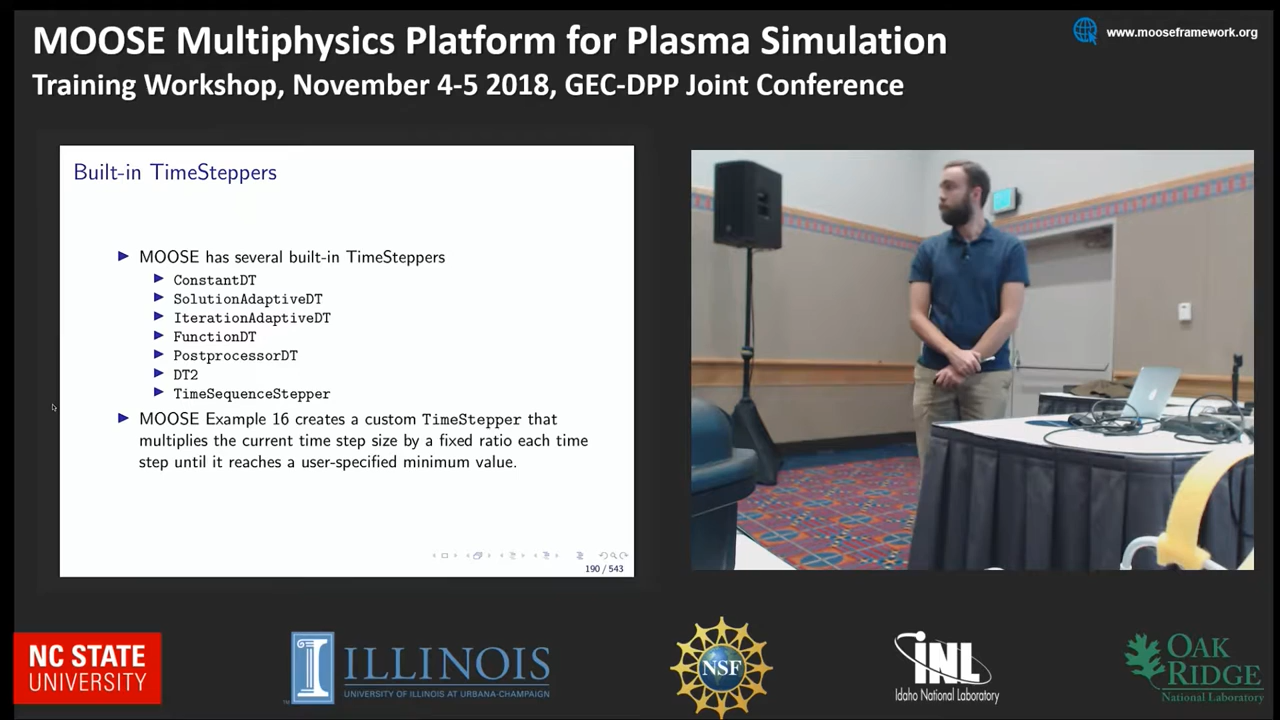 MOOSE Multiphysics Platform for Plasma Simulation
www.mooseframework.org
Training Workshop, November 4-5 2018, GEC-DPP Joint Conference
Built-in TimeSteppers
MOOSE has several built-in TimeSteppers
ConstantDT
SolutionAdaptiveDT
IterationAdaptiveDT
FunctionDT
PostprocessorDT
DT2
TimeSequenceStepper
MOOSE Example 16 creates a custom TimeStepper that
multiplies the current time step size by a fixed ratio each time
step until it reaches a user-specified minimum value.
190 / 543
NC STATE
UNIVERSITY
ILLINOIS
UNIVERSITY OF ILLINOIS AT URBANA-CHAMPAIGN
NSF
INL
Idaho National Laboratory
OAK
RIDGE
National Laboratory